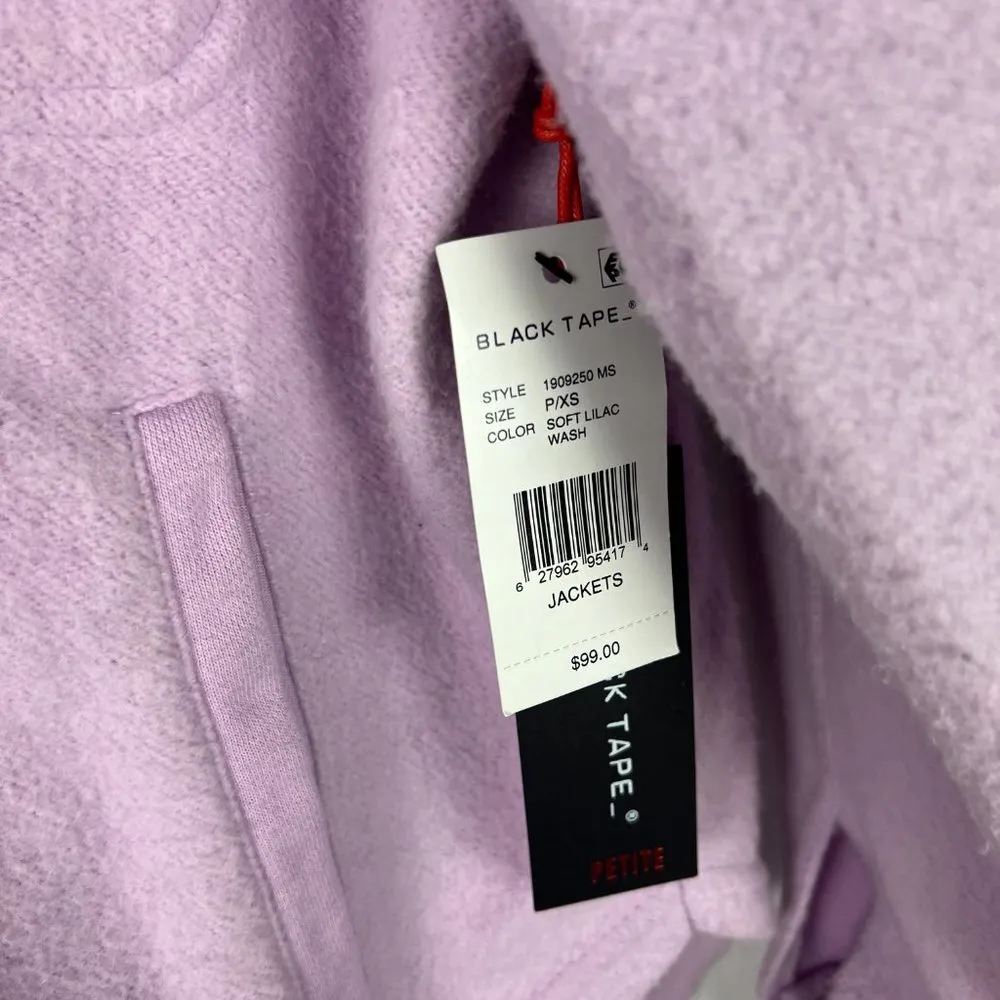 BLACK TAPE_®
STYLE 1909250 MS
SIZE P/XS
COLOR SOFT LILAC
WASH
6 27962 95417 4
JACKETS
$99.00
CK TAPE_®
PETITE